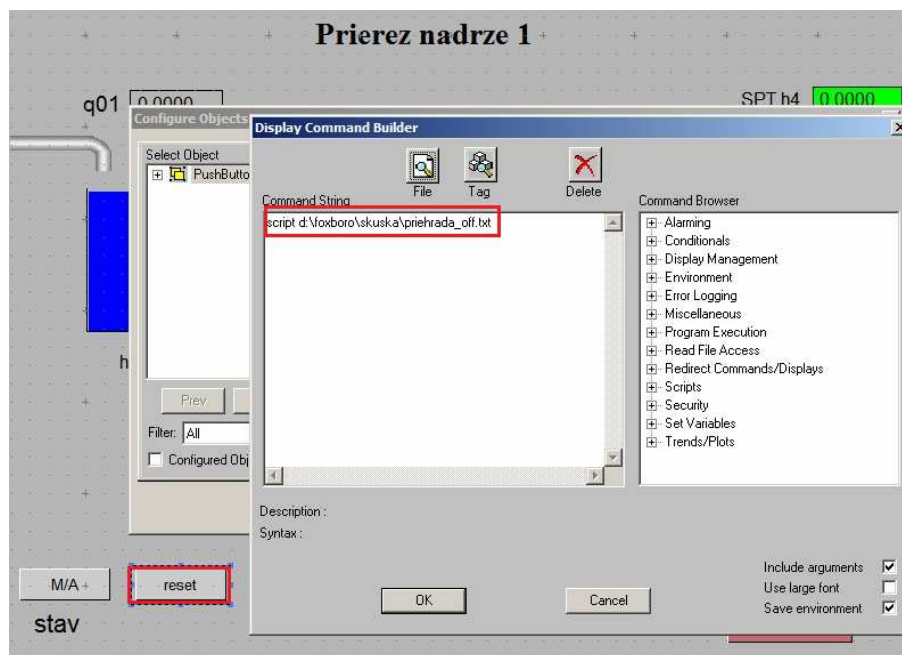 Prierez nadrze 1
q01 0.0000
SPT h4 0.0000
Configure Objects
Display Command Builder
Select Object
PushButto
File Tag Delete
Command String
Command Browser
script d:\foxboro\skuska\priehrada_off.txt
Alarming
Conditionals
Display Management
Environment
Error Logging
Miscellaneous
Program Execution
Read File Access
Redirect Commands/Displays
Scripts
Security
Set Variables
Trends/Plots
h
Prev
Filter: All
Configured Obj
Description :
Syntax :
Include arguments
Use large font
Save environment
OK Cancel
M/A reset
stav